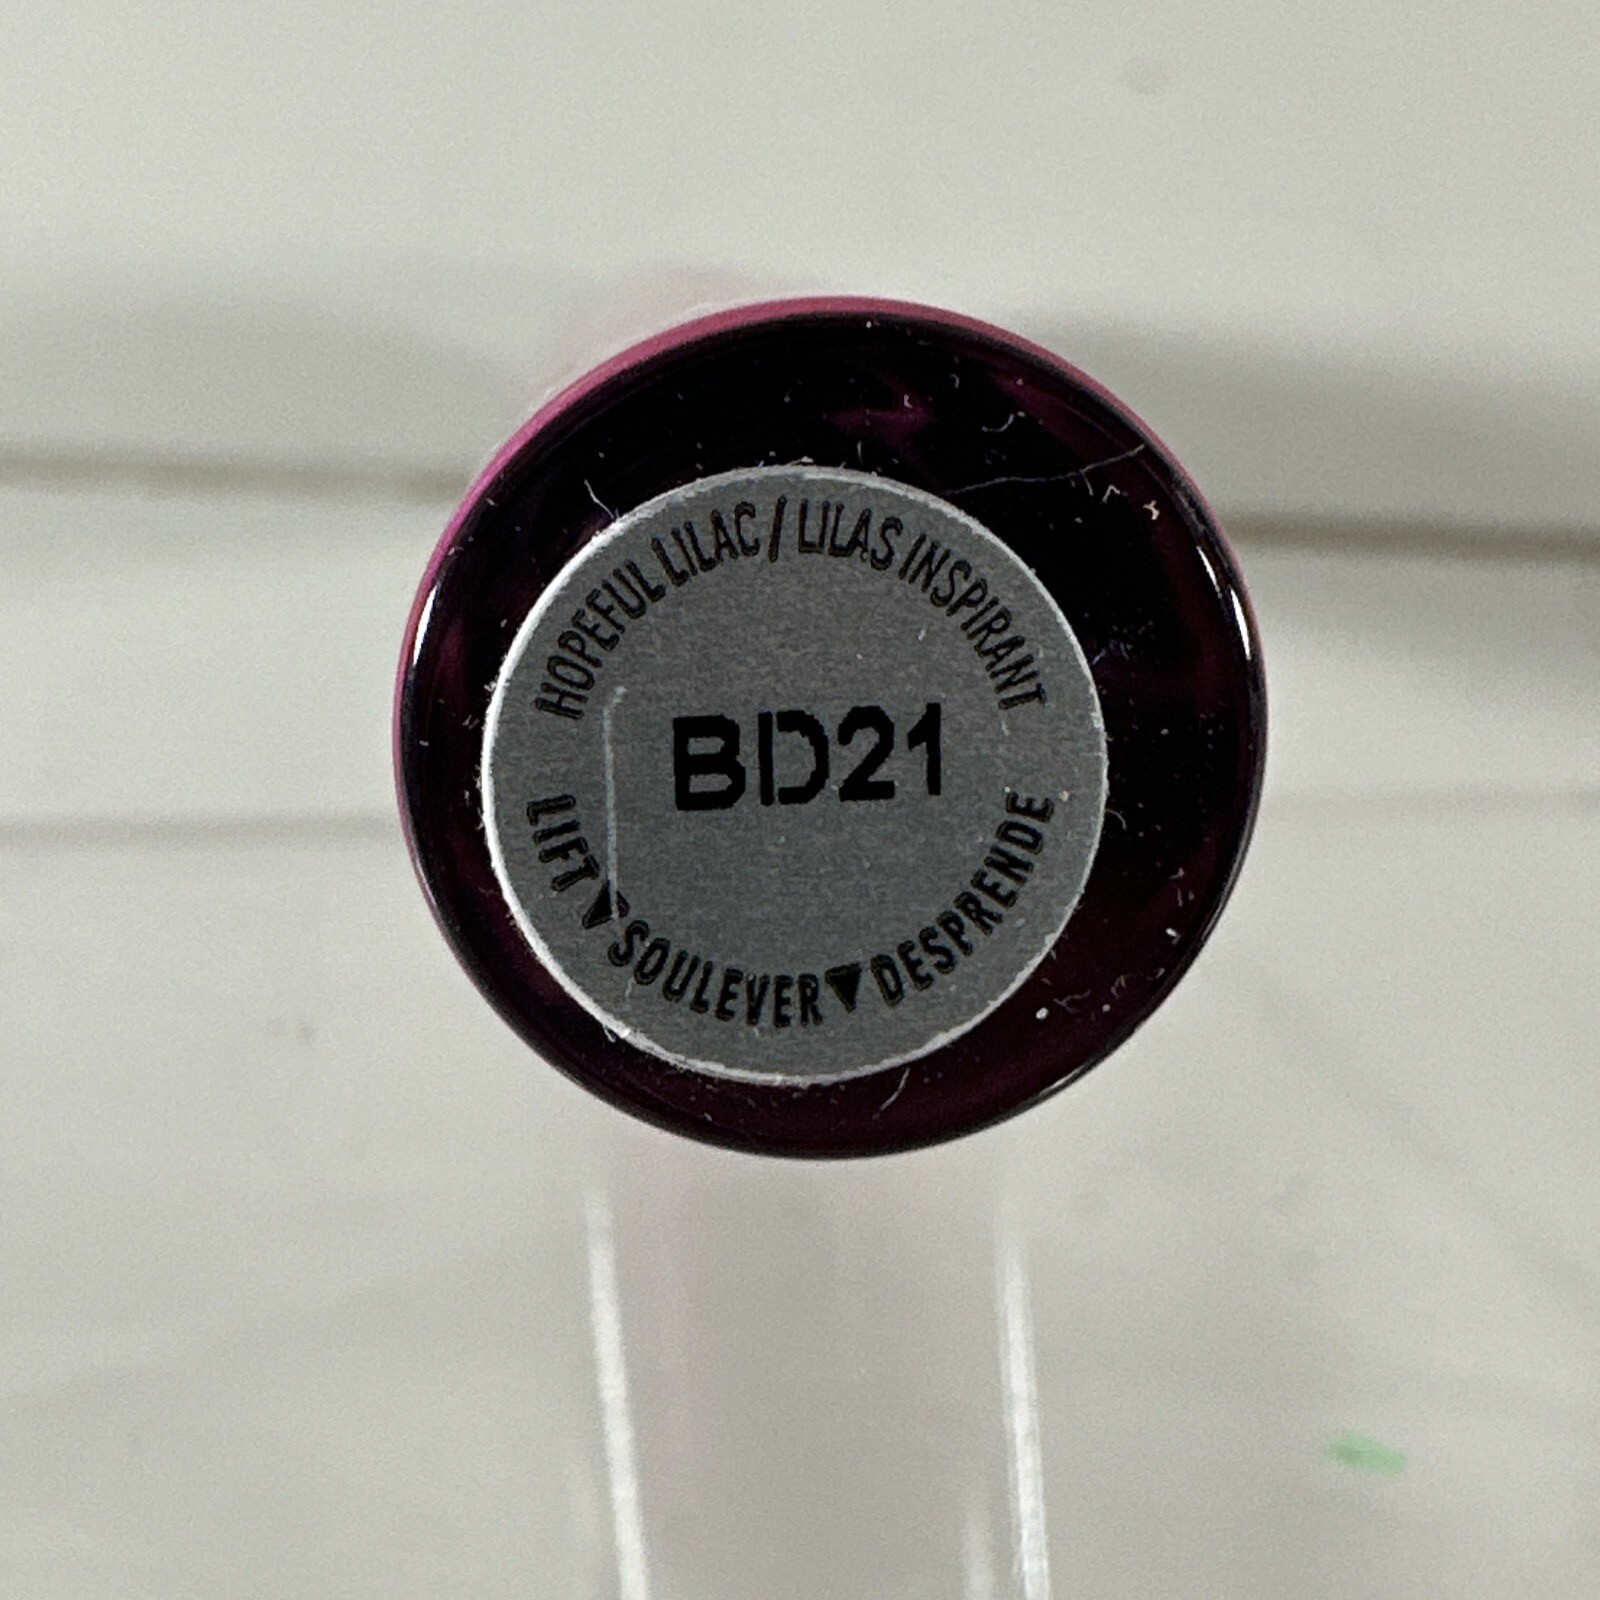 HOPEFUL LILAC / LILAS INSPIRANT
BD21
LIFT▼SOULEVER▼DESPRENDE